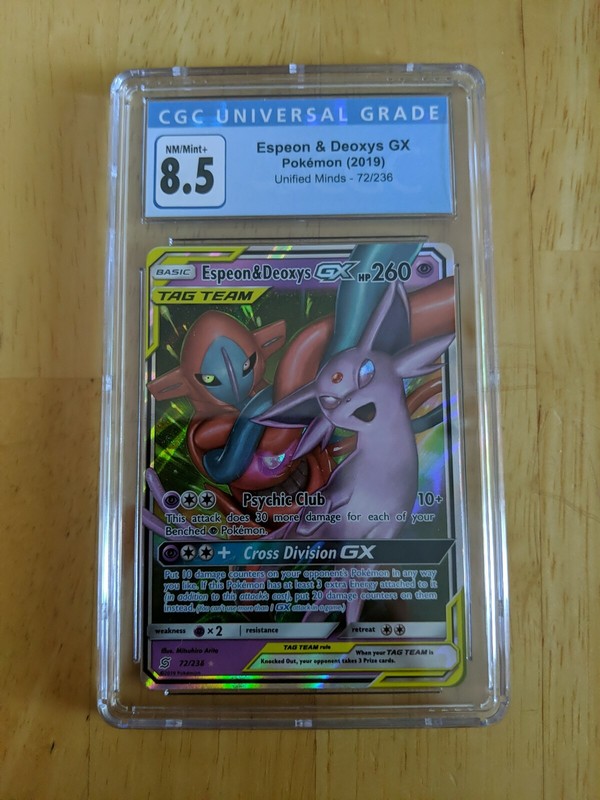 CGC UNIVERSAL GRADE
NM/Mint+
8.5
Espeon & Deoxys GX
Pokémon (2019)
Unified Minds - 72/236
BASIC Espeon&Deoxys GX HP 260
TAG TEAM
Psychic Club 10+
This attack does 30 more damage for each of your
Benched Pokémon.
+ Cross Division GX
Put 10 damage counters on your opponent's Pokémon in any way
you like. If this Pokémon has at least 3 extra Energy attached to it
(in addition to this attack's cost), put 20 damage counters on them
instead. (You can't use more than 1 GX attack in a game.)
weakness ×2 resistance retreat
Illus. Mitsuhiro Arita
TAG TEAM rule
When your TAG TEAM is
Knocked Out, your opponent takes 3 Prize cards.
72/236
©2019 Pokémon